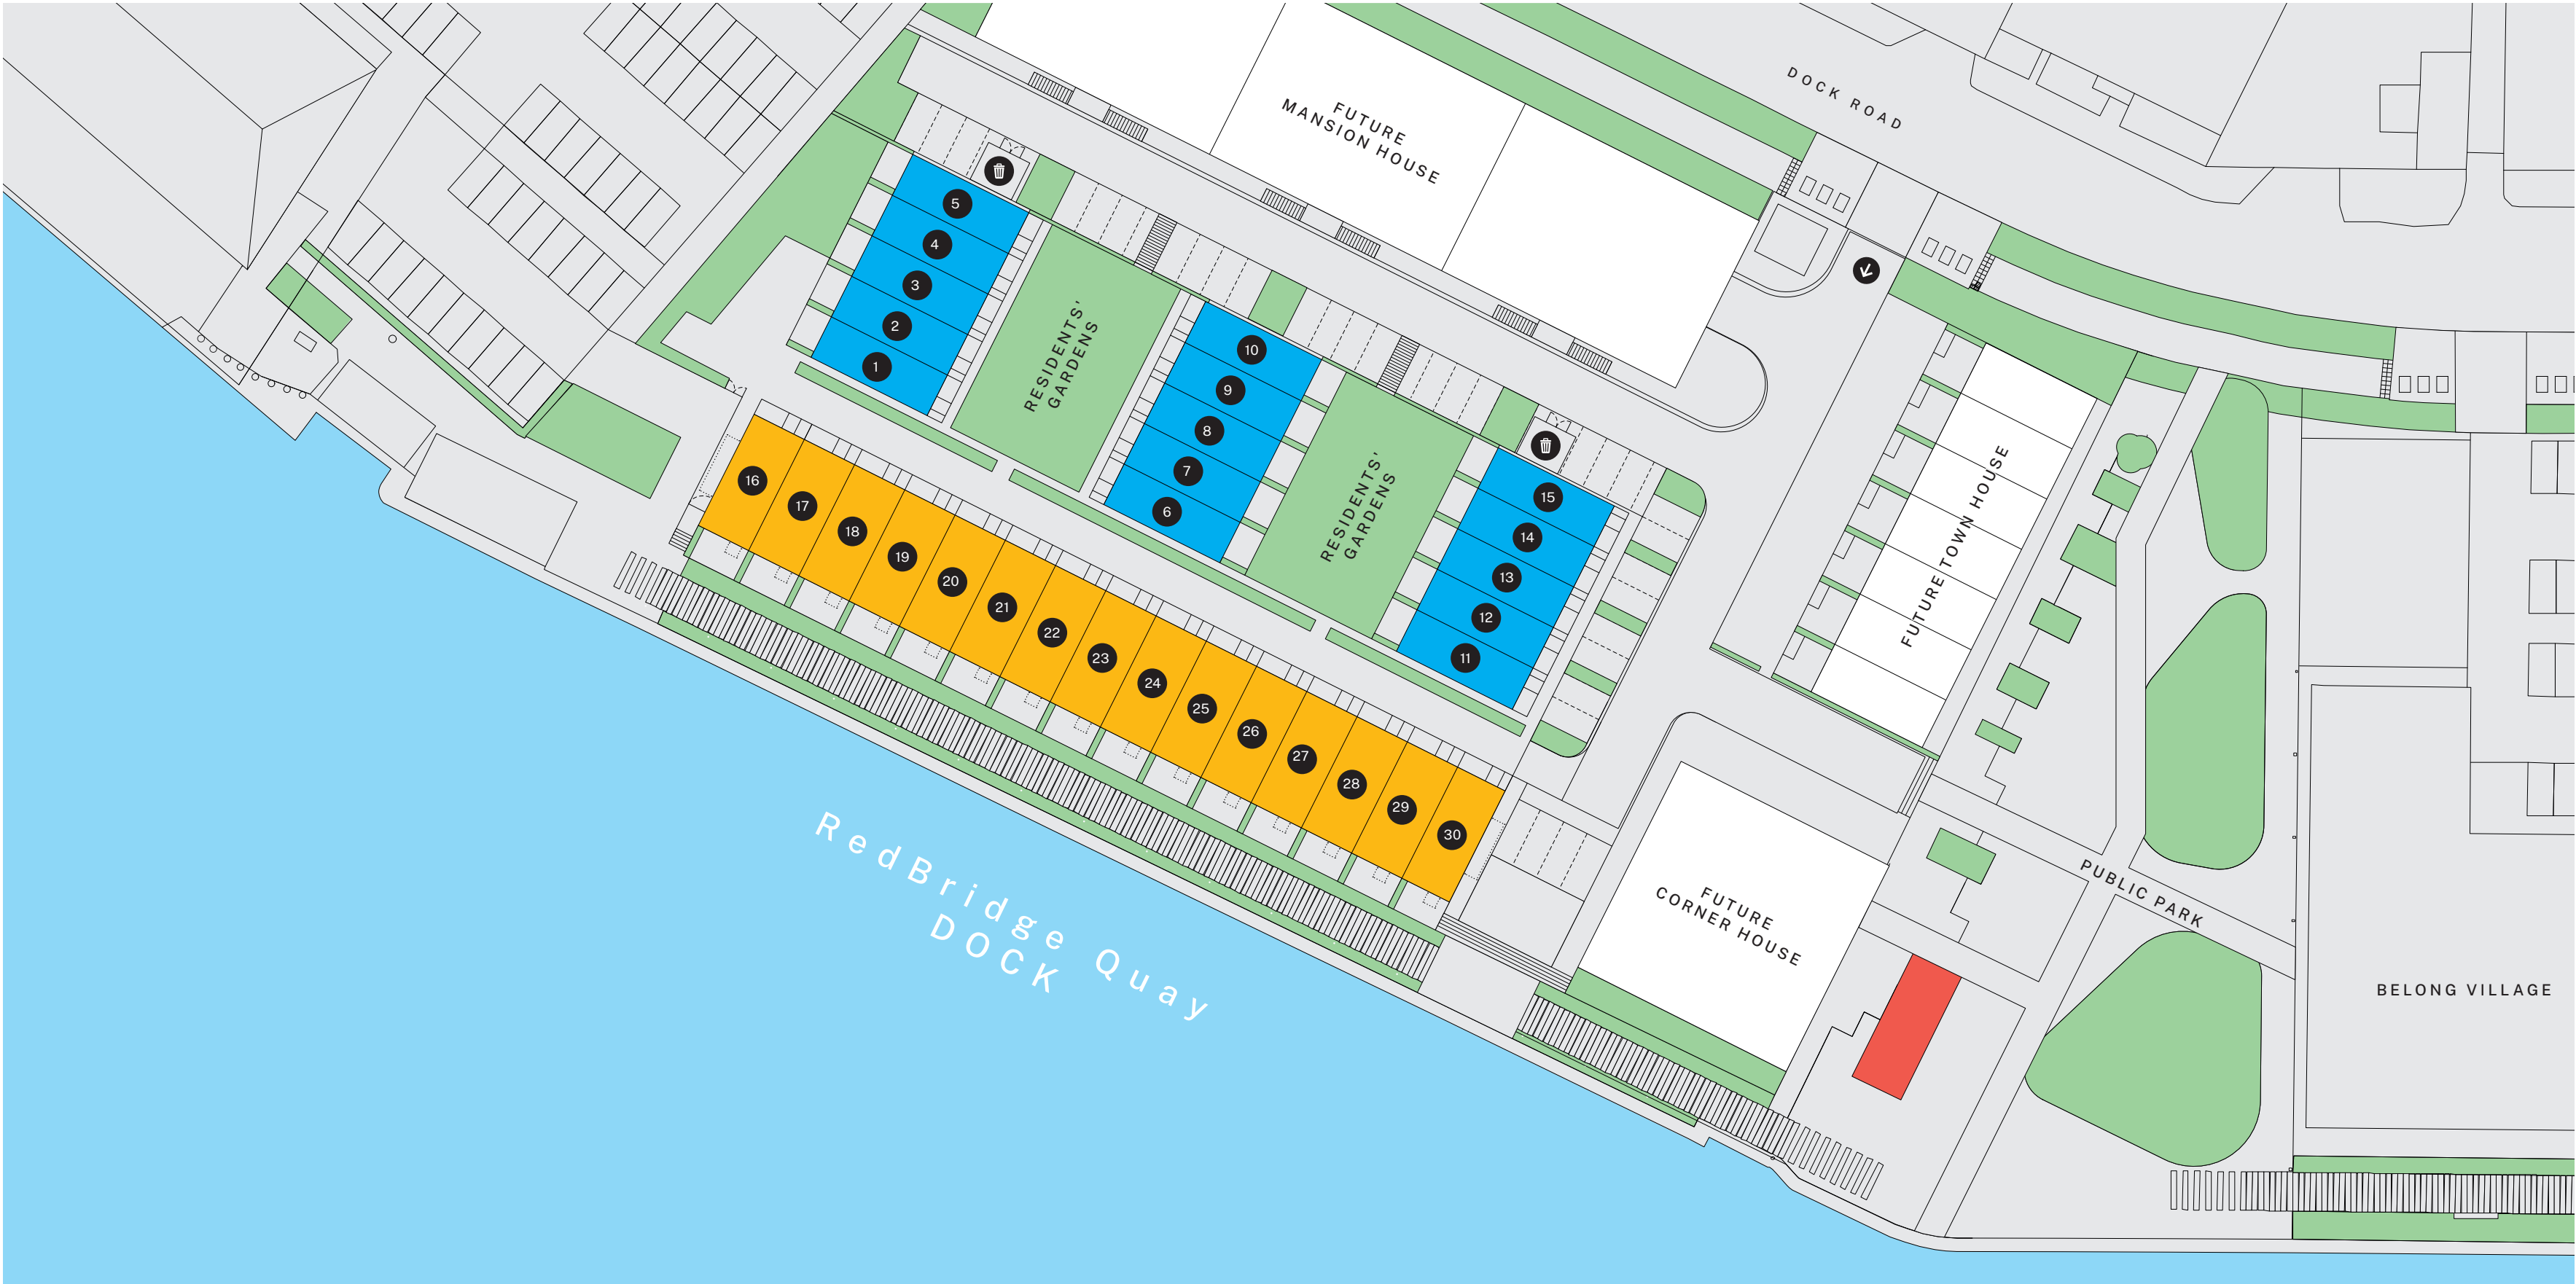 DOCK ROAD
FUTURE
MANSION HOUSE
5
4
3
2
1
RESIDENTS'
GARDENS
10
9
8
7
6
RESIDENTS'
GARDENS
15
14
13
12
11
FUTURE TOWN HOUSE
16
17
18
19
20
21
22
23
24
25
26
27
28
29
30
RedBridge Quay
DOCK
FUTURE
CORNER HOUSE
PUBLIC PARK
BELONG VILLAGE